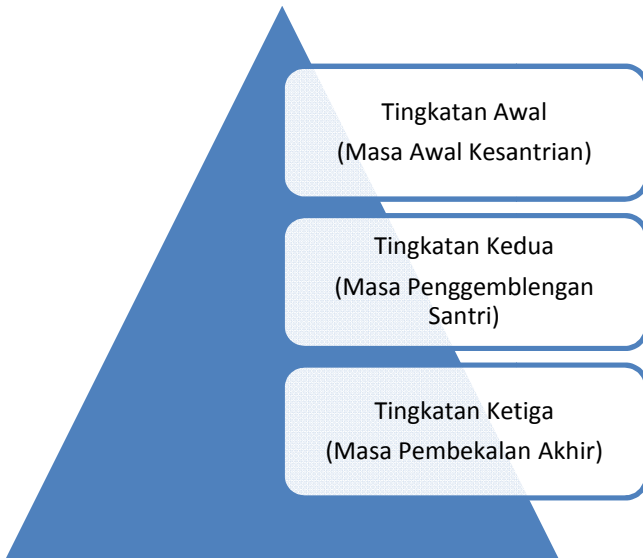 Tingkatan Awal
(Masa Awal Kesantrian)
Tingkatan Kedua
(Masa Penggemblengan
Santri)
Tingkatan Ketiga
(Masa Pembekalan Akhir)